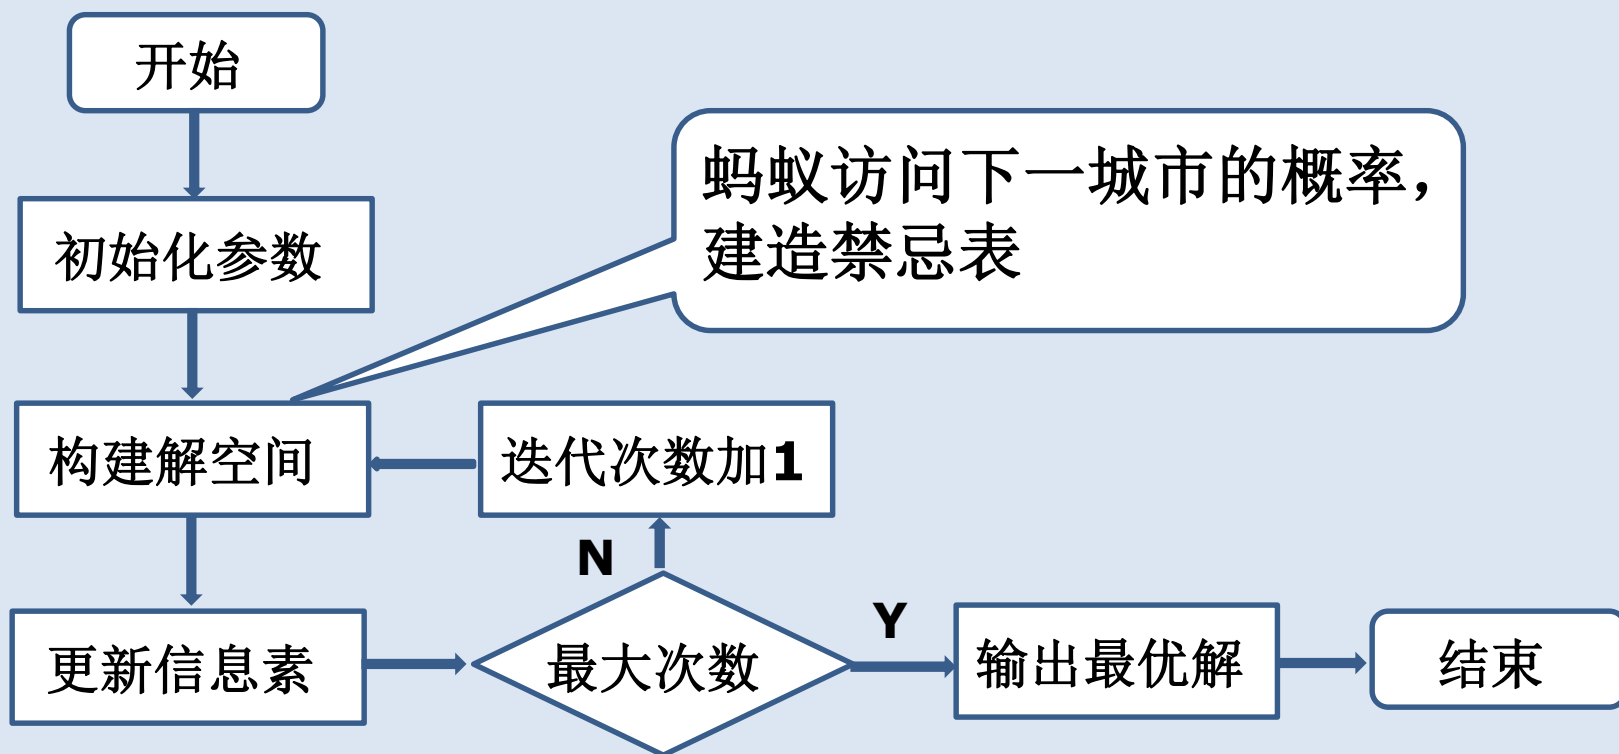 开始
蚂蚁访问下一城市的概率，
建造禁忌表
初始化参数
构建解空间
迭代次数加1
N
Y
更新信息素
最大次数
输出最优解
结束